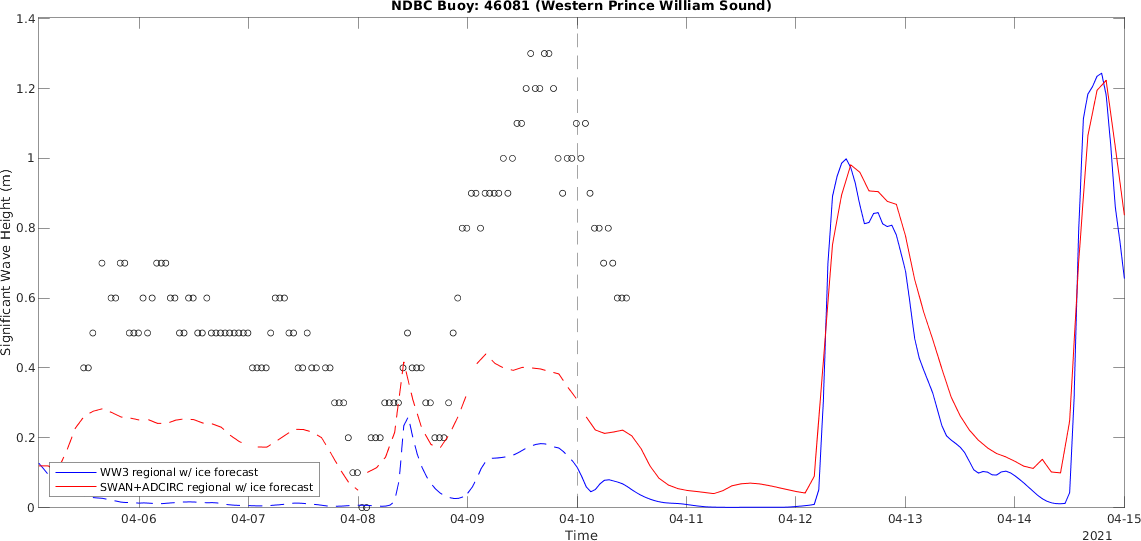 NDBC Buoy: 46081 (Western Prince William Sound)
1.4
1.2
1
0.8
0.6
0.4
0.2
0
Significant Wave Height (m)
WW3 regional w/ ice forecast
SWAN+ADCIRC regional w/ ice forecast
04-06 04-07 04-08 04-09 04-10 04-11 04-12 04-13 04-14 04-15
Time
2021